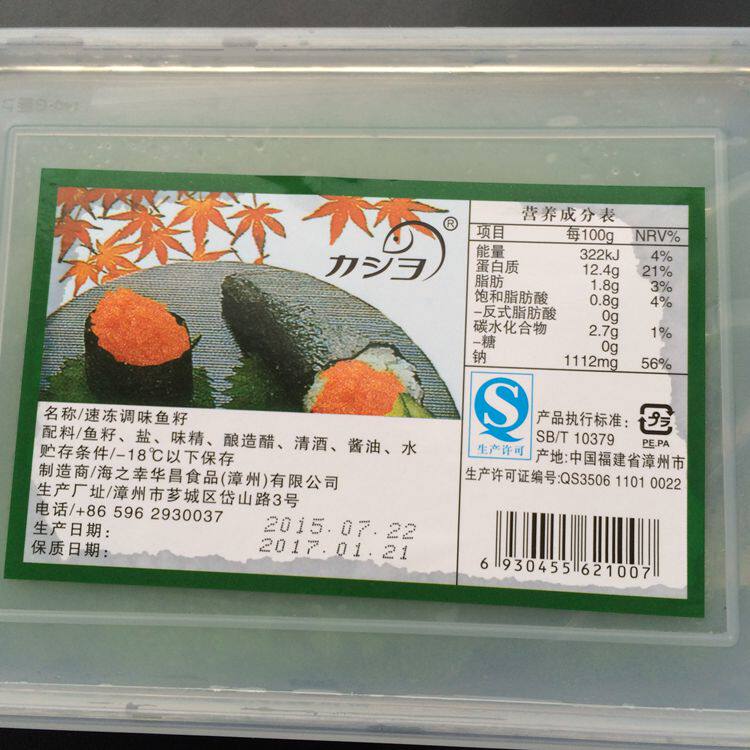 カシヨ®
名称/速冻调味鱼籽
配料/鱼籽、盐、味精、酿造醋、清酒、酱油、水
贮存条件/-18℃以下保存
制造商/海之幸华昌食品(漳州)有限公司
生产厂址/漳州市芗城区岱山路3号
电话/+86 596 2930037
生产日期: 2015.07.22
保质日期: 2017.01.21
营养成分表
项目 每100g NRV%
能量 322kJ 4%
蛋白质 12.4g 21%
脂肪 1.8g 3%
饱和脂肪酸 0.8g 4%
-反式脂肪酸 0g
碳水化合物 2.7g 1%
-糖 0g
钠 1112mg 56%
生产许可
产品执行标准:
SB/T 10379
プラ
PE.PA
产地:中国福建省漳州市
生产许可证编号:QS3506 1101 0022
6 930455 621007